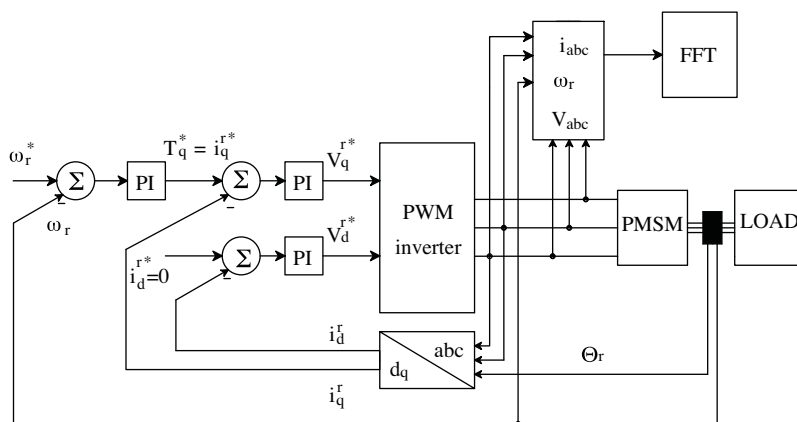 i_abc
ω_r
V_abc
FFT
ω_r^*
Σ
-
ω_r
PI
T_q^* = i_q^{r*}
Σ
-
PI
V_q^{r*}
i_d^{r*}=0
Σ
-
PI
V_d^{r*}
PWM
inverter
PMSM
LOAD
i_d^r
i_q^r
abc
d_q
Θ_r